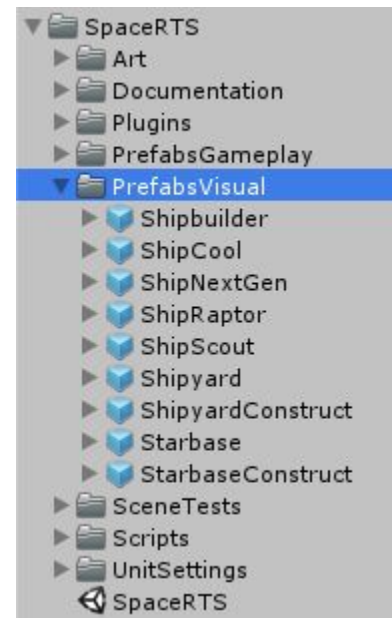 SpaceRTS
Art
Documentation
Plugins
PrefabsGameplay
PrefabsVisual
Shipbuilder
ShipCool
ShipNextGen
ShipRaptor
ShipScout
Shipyard
ShipyardConstruct
Starbase
StarbaseConstruct
SceneTests
Scripts
UnitSettings
SpaceRTS